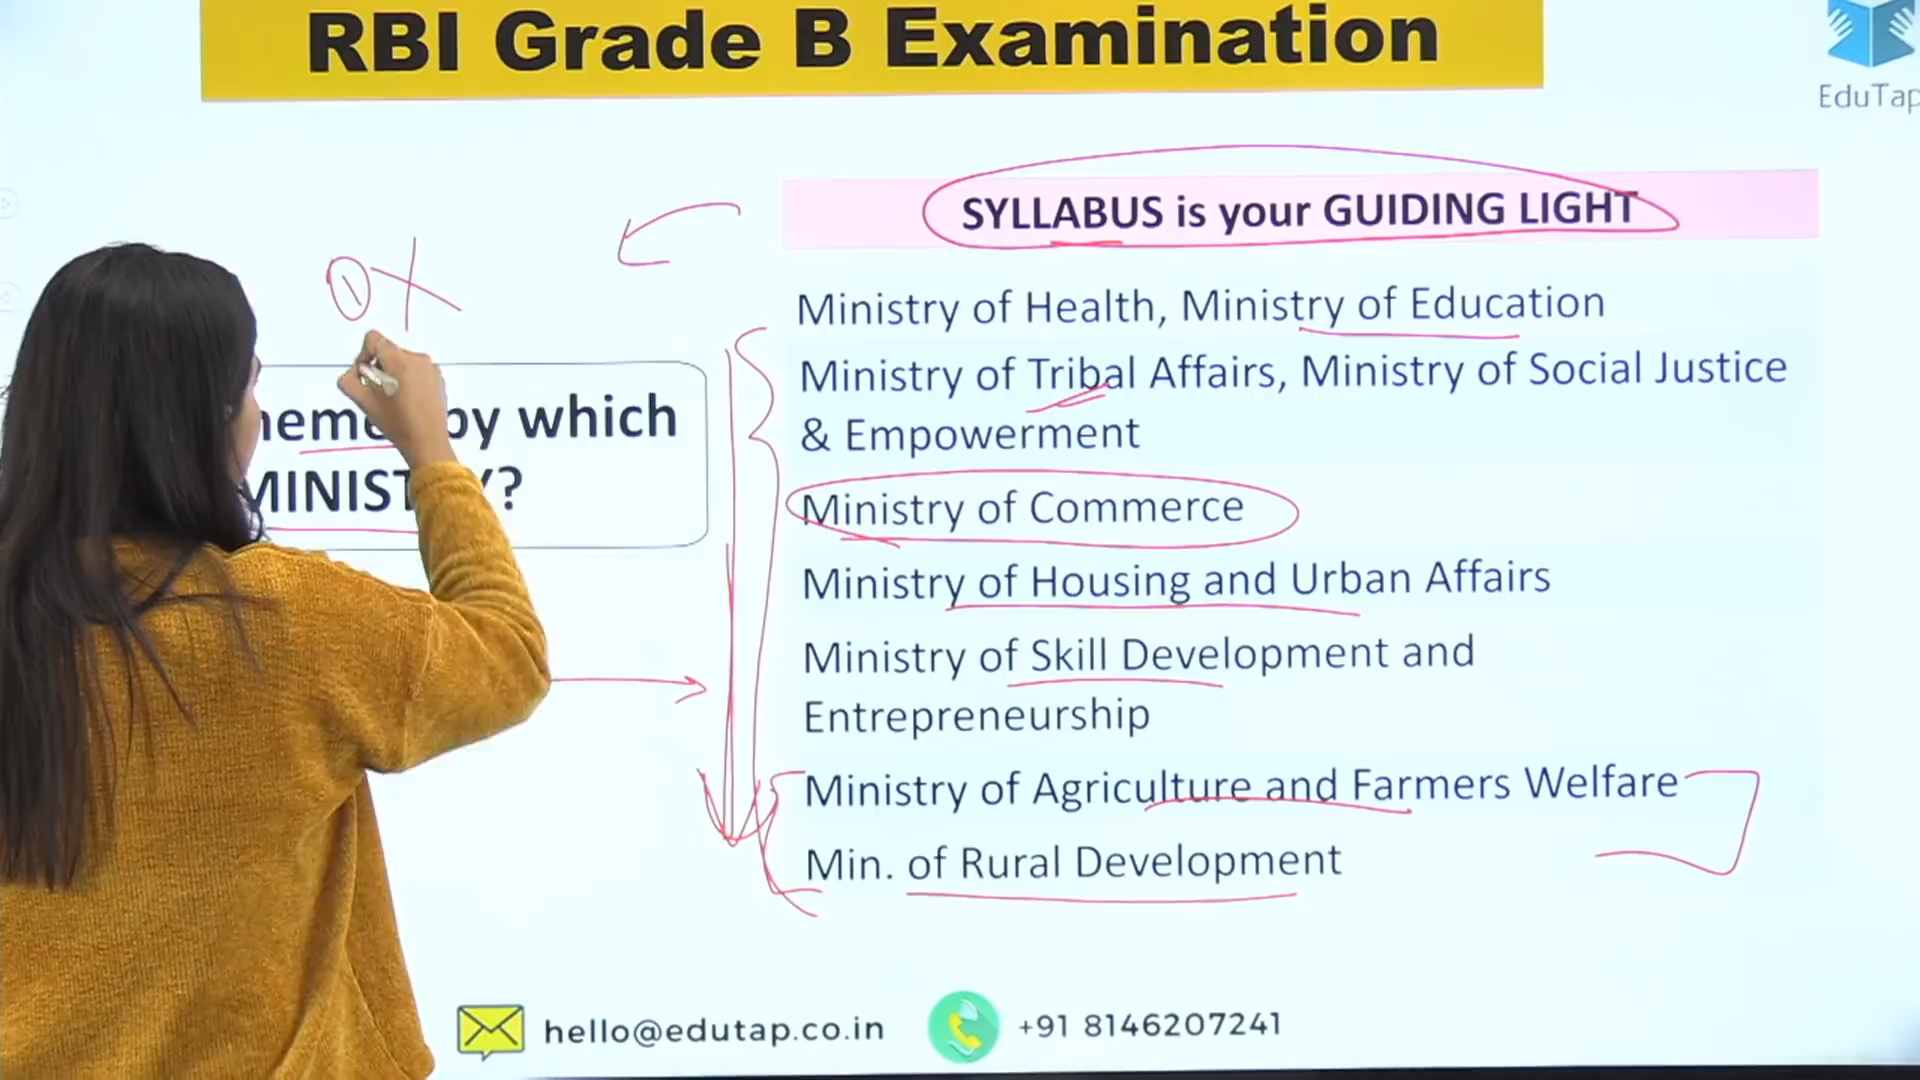 RBI Grade B Examination
EduTap
SYLLABUS is your GUIDING LIGHT
Ministry of Health, Ministry of Education
Ministry of Tribal Affairs, Ministry of Social Justice
& Empowerment
Ministry of Commerce
Ministry of Housing and Urban Affairs
Ministry of Skill Development and
Entrepreneurship
Ministry of Agriculture and Farmers Welfare
Min. of Rural Development
by which
?
hello@edutap.co.in
+91 8146207241